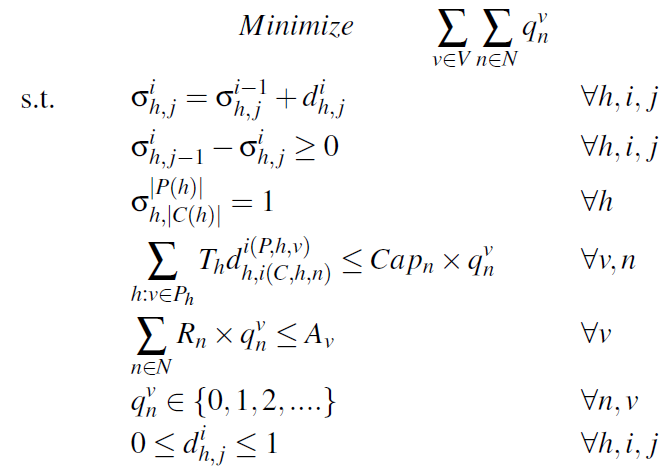 Minimize ∑_{v∈V} ∑_{n∈N} q_n^v
s.t. σ_{h,j}^i = σ_{h,j}^{i−1} + d_{h,j}^i ∀h, i, j
σ_{h,j−1}^i − σ_{h,j}^i ≥ 0 ∀h, i, j
σ_{h,|C(h)|}^{|P(h)|} = 1 ∀h
∑_{h:v∈P_h} T_h d_{h,i(C,h,n)}^{i(P,h,v)} ≤ Cap_n × q_n^v ∀v, n
∑_{n∈N} R_n × q_n^v ≤ A_v ∀v
q_n^v ∈ {0, 1, 2, ....} ∀n, v
0 ≤ d_{h,j}^i ≤ 1 ∀h, i, j